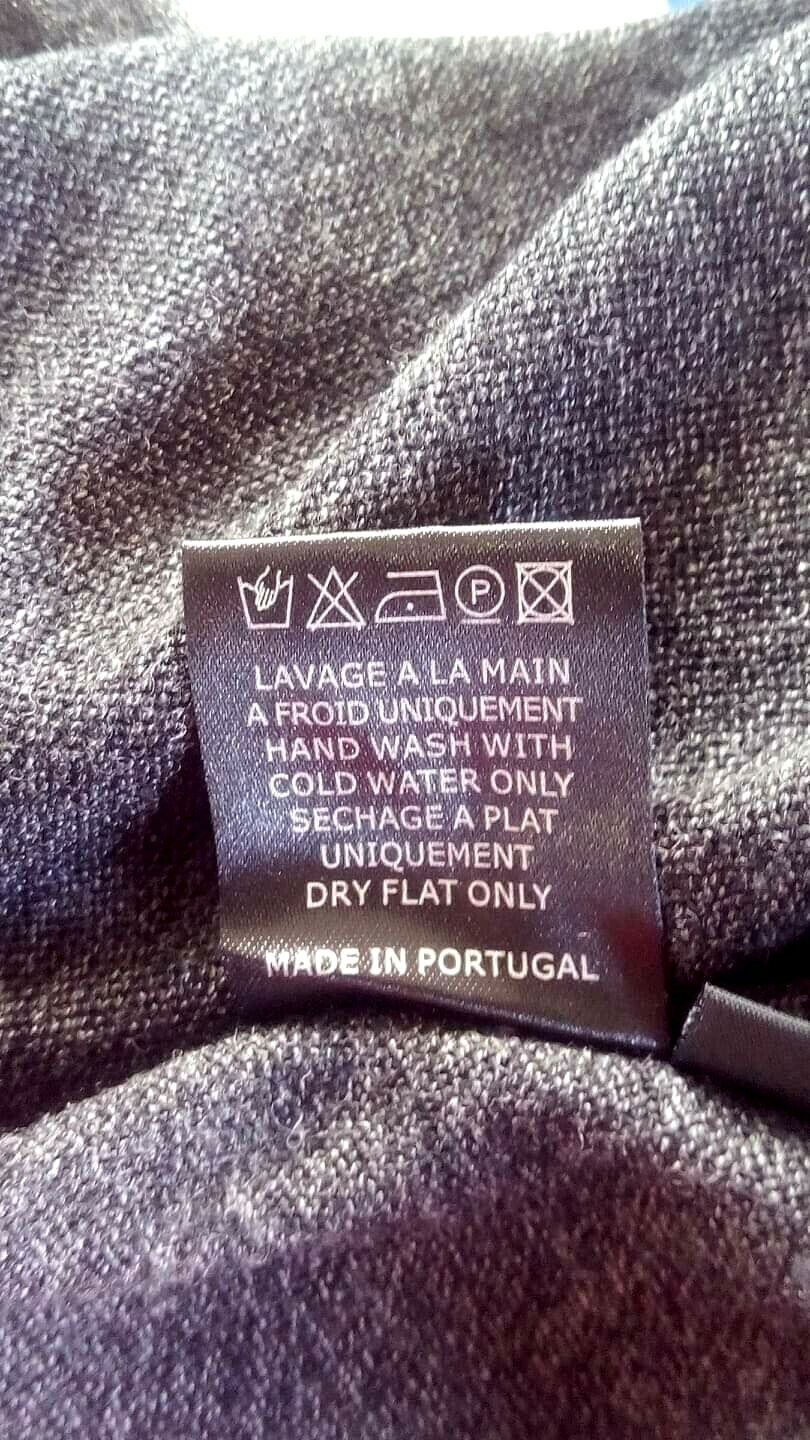 P
LAVAGE A LA MAIN
A FROID UNIQUEMENT
HAND WASH WITH
COLD WATER ONLY
SECHAGE A PLAT
UNIQUEMENT
DRY FLAT ONLY
MADE IN PORTUGAL